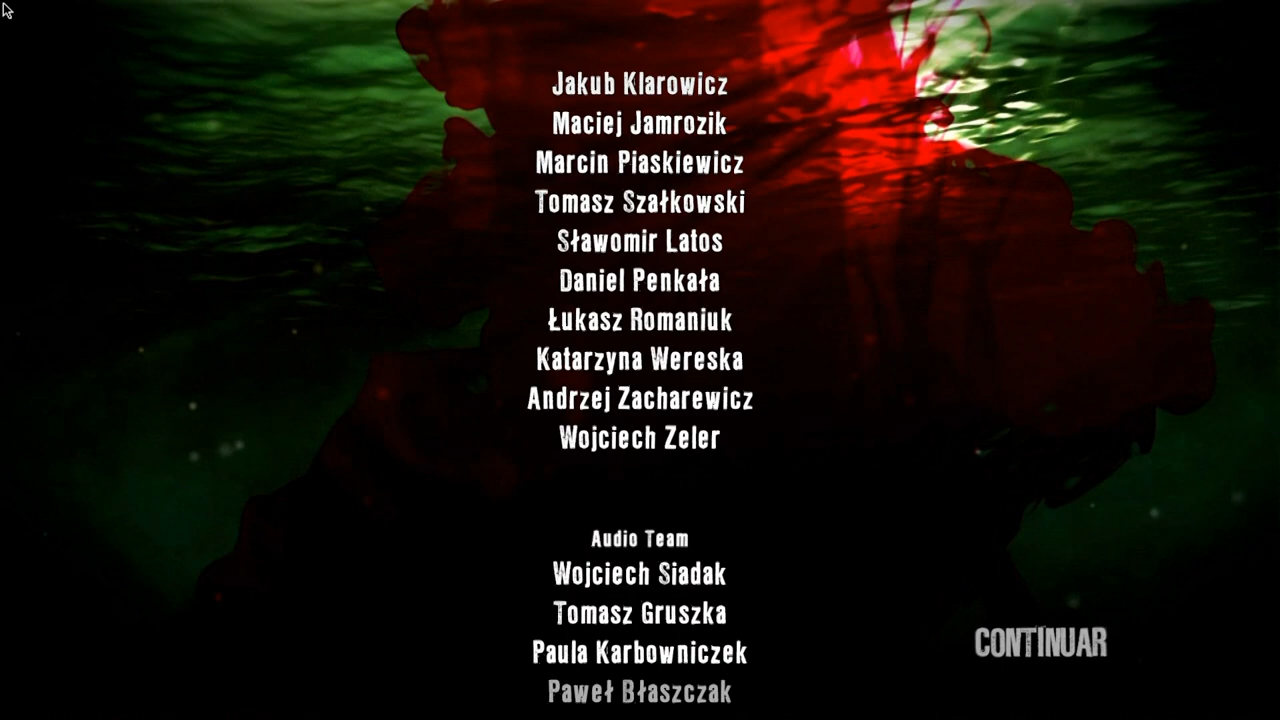 Jakub Klarowicz
Maciej Jamrozik
Marcin Piaskiewicz
Tomasz Szałkowski
Sławomir Latos
Daniel Penkała
Łukasz Romaniuk
Katarzyna Wereska
Andrzej Zacharewicz
Wojciech Zeler
Audio Team
Wojciech Siadak
Tomasz Gruszka
Paula Karbowniczek
Paweł Błaszczak
CONTINUAR